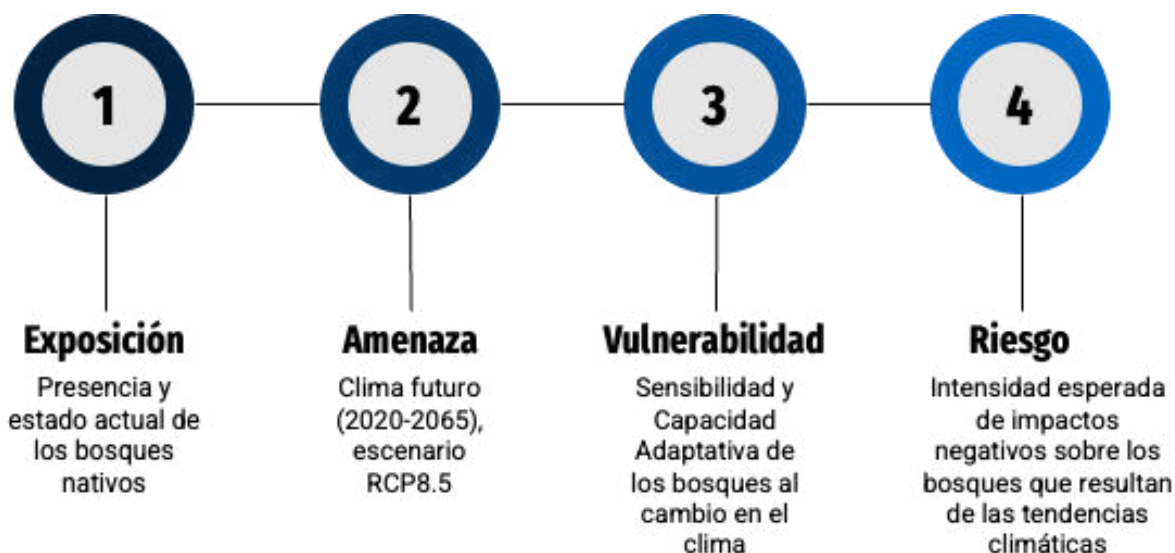 1
2
3
4
Exposición
Presencia y
estado actual de
los bosques
nativos
Amenaza
Clima futuro
(2020-2065),
escenario
RCP8.5
Vulnerabilidad
Sensibilidad y
Capacidad
Adaptativa de
los bosques al
cambio en el
clima
Riesgo
Intensidad esperada
de impactos
negativos sobre los
bosques que resultan
de las tendencias
climáticas